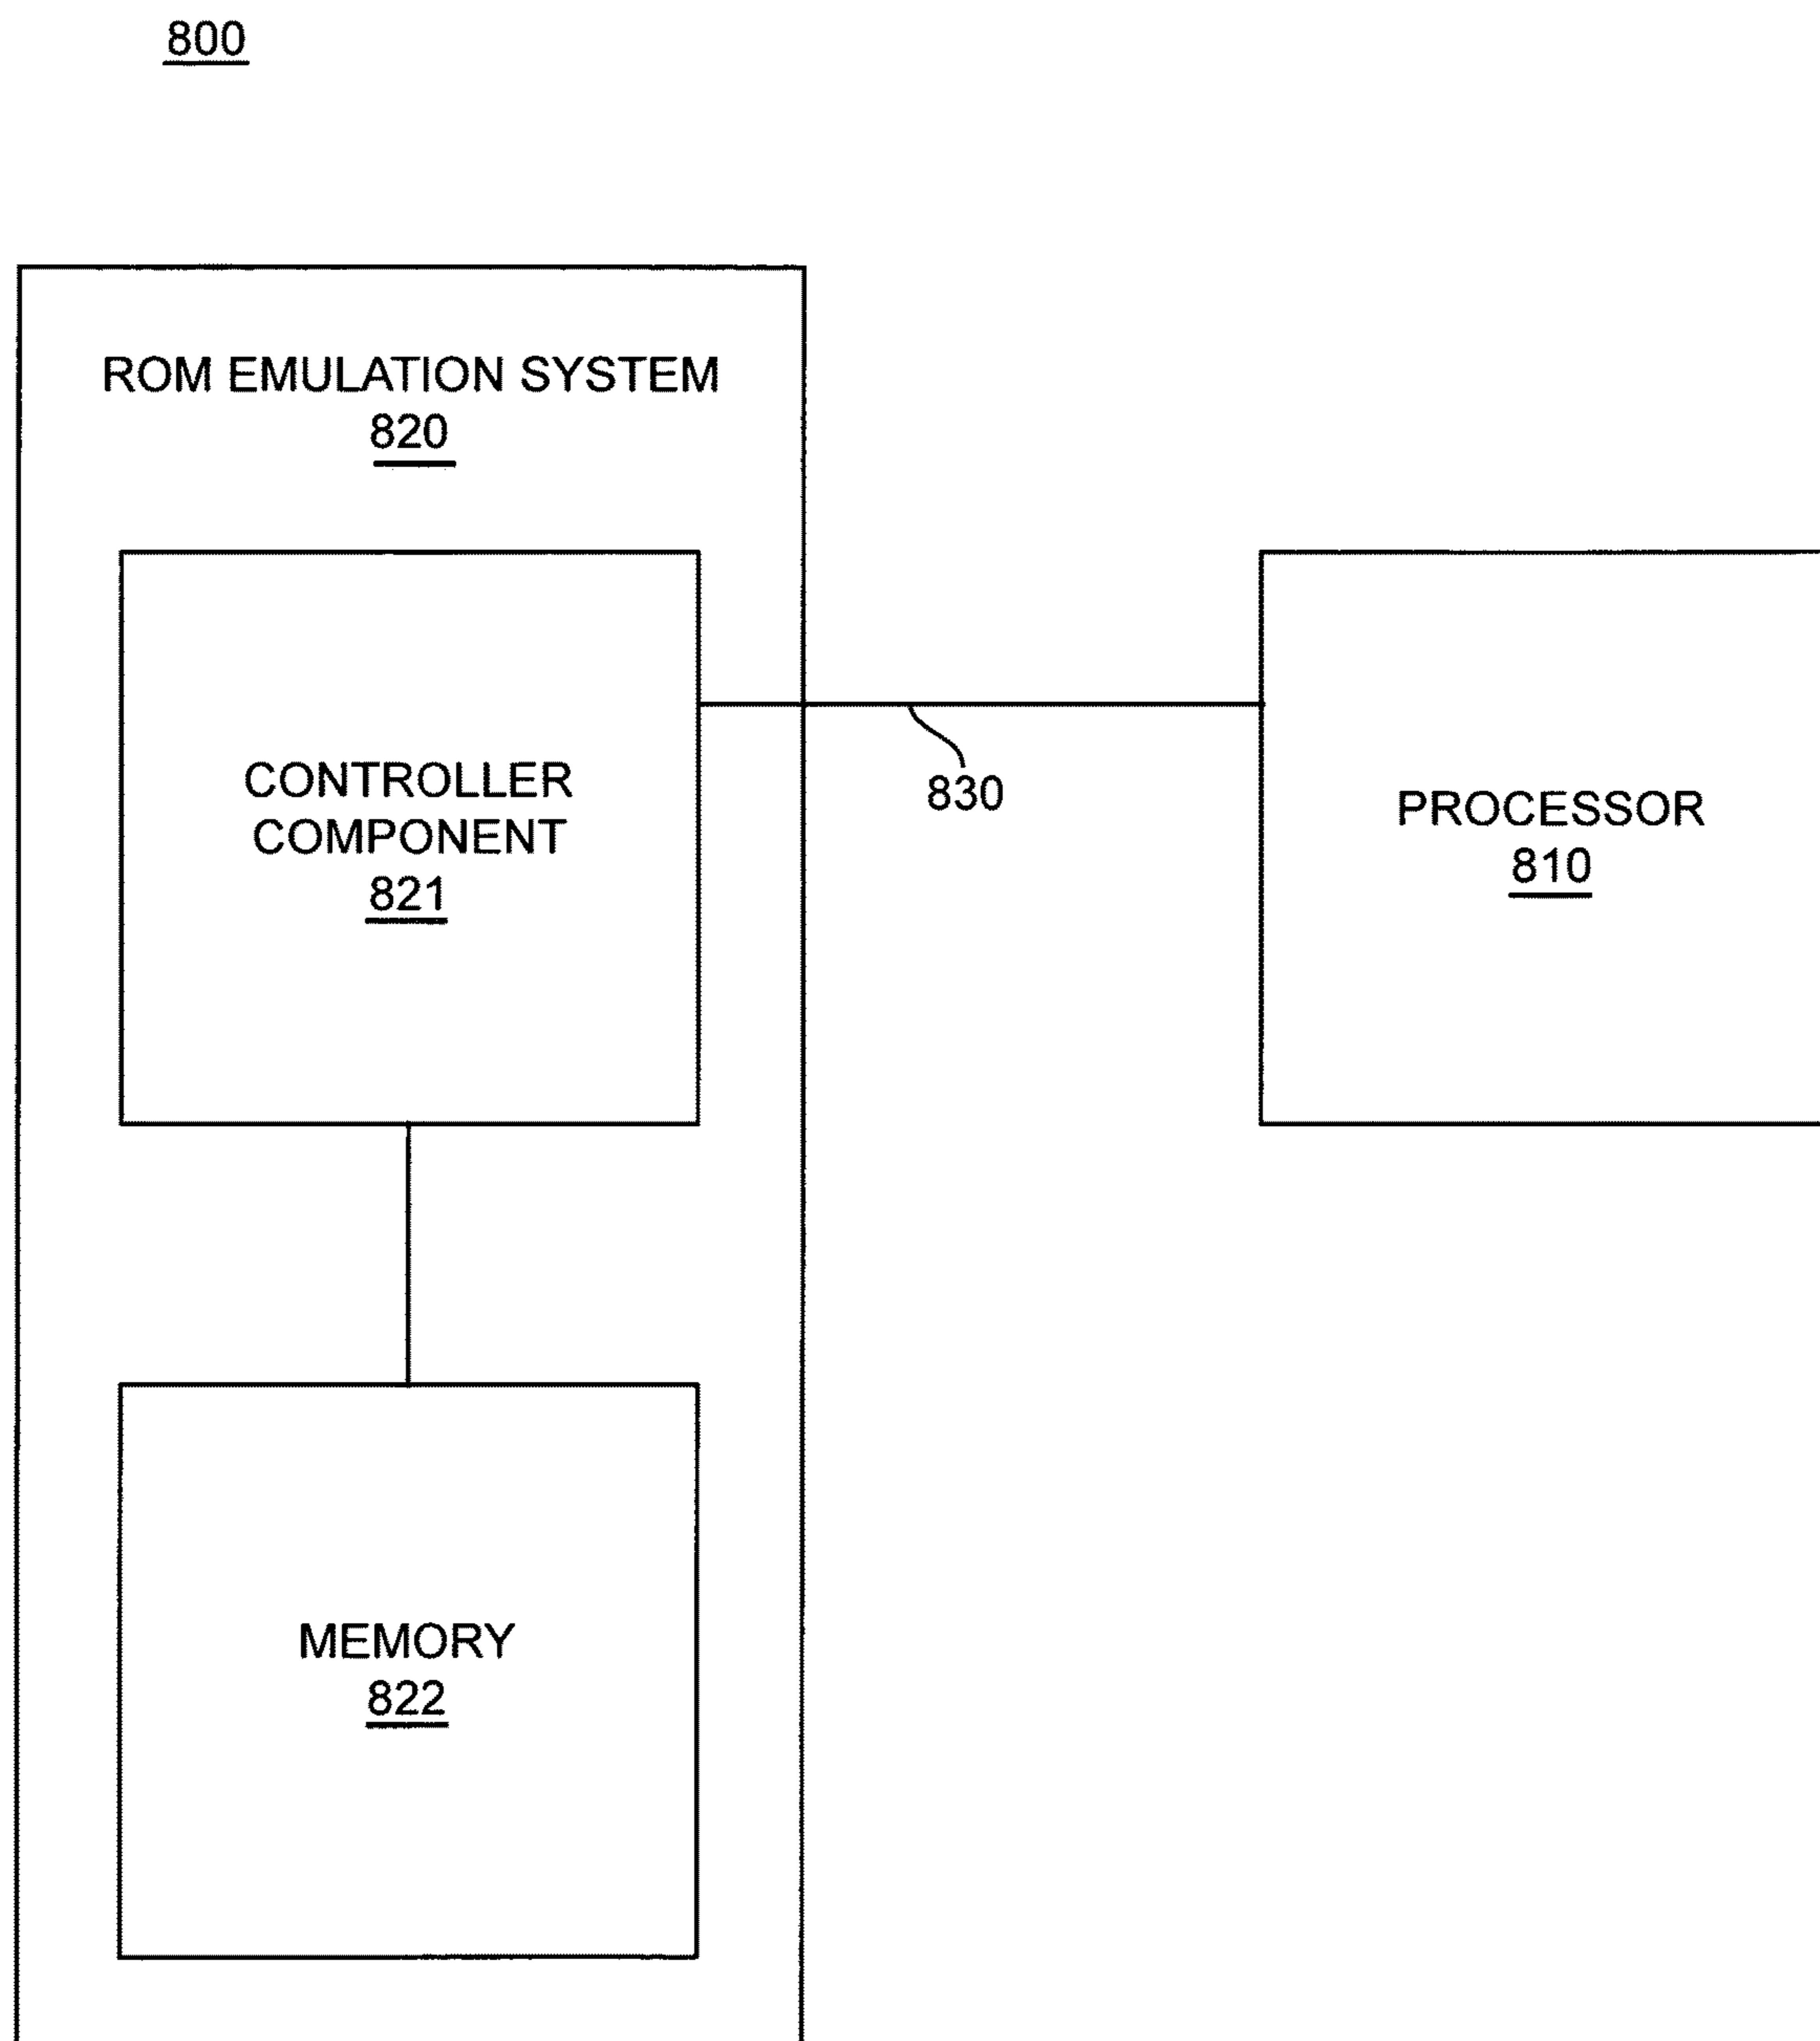 800
ROM EMULATION SYSTEM
820
CONTROLLER
COMPONENT
821
830
PROCESSOR
810
MEMORY
822